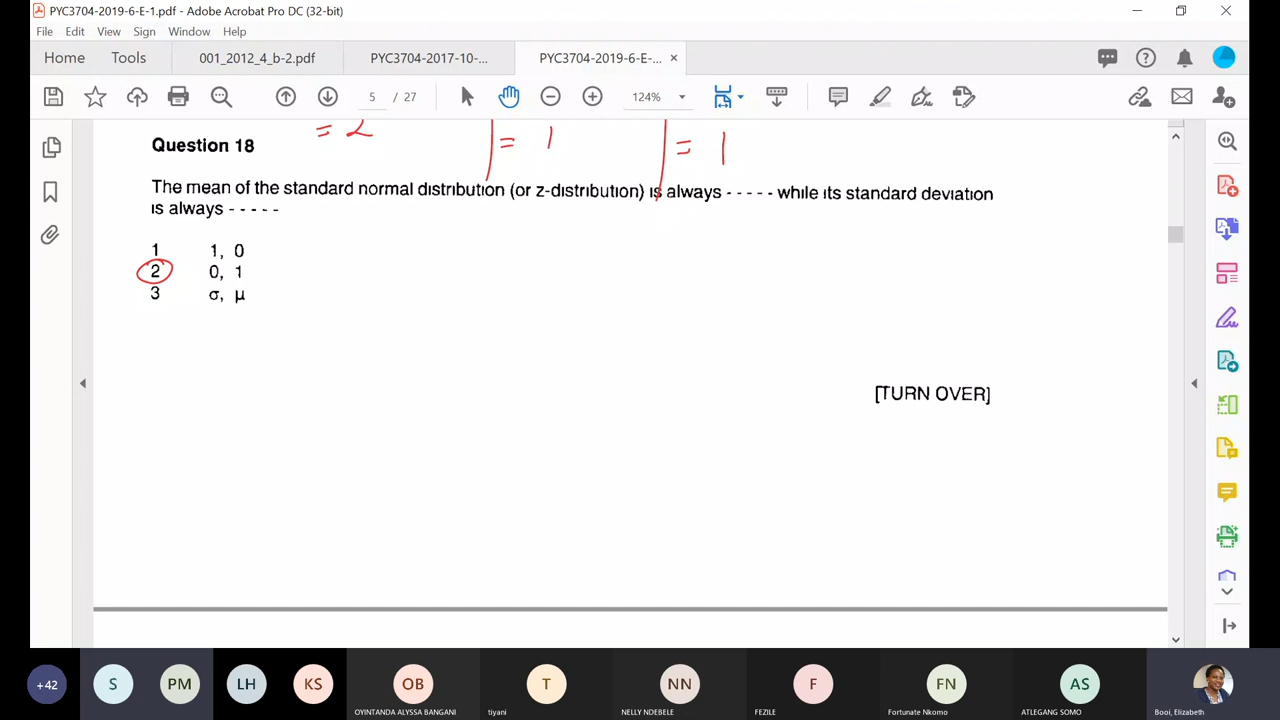 PYC3704-2019-6-E-1.pdf - Adobe Acrobat Pro DC (32-bit)
File Edit View Sign Window Help
Home Tools 001_2012_4_b-2.pdf PYC3704-2017-10-... PYC3704-2019-6-E-... ×
5 / 27 124%
= 2 = 1 = 1
Question 18
The mean of the standard normal distribution (or z-distribution) is always - - - - - while its standard deviation
is always - - - - -
1 1, 0
2 0, 1
3 σ, μ
[TURN OVER]
+42 S PM LH KS OB T NN F FN AS
OYINTANDA ALYSSA BANGANI tiyani NELLY NDEBELE FEZILE Fortunate Nkomo ATLEGANG SOMO Booi, Elizabeth